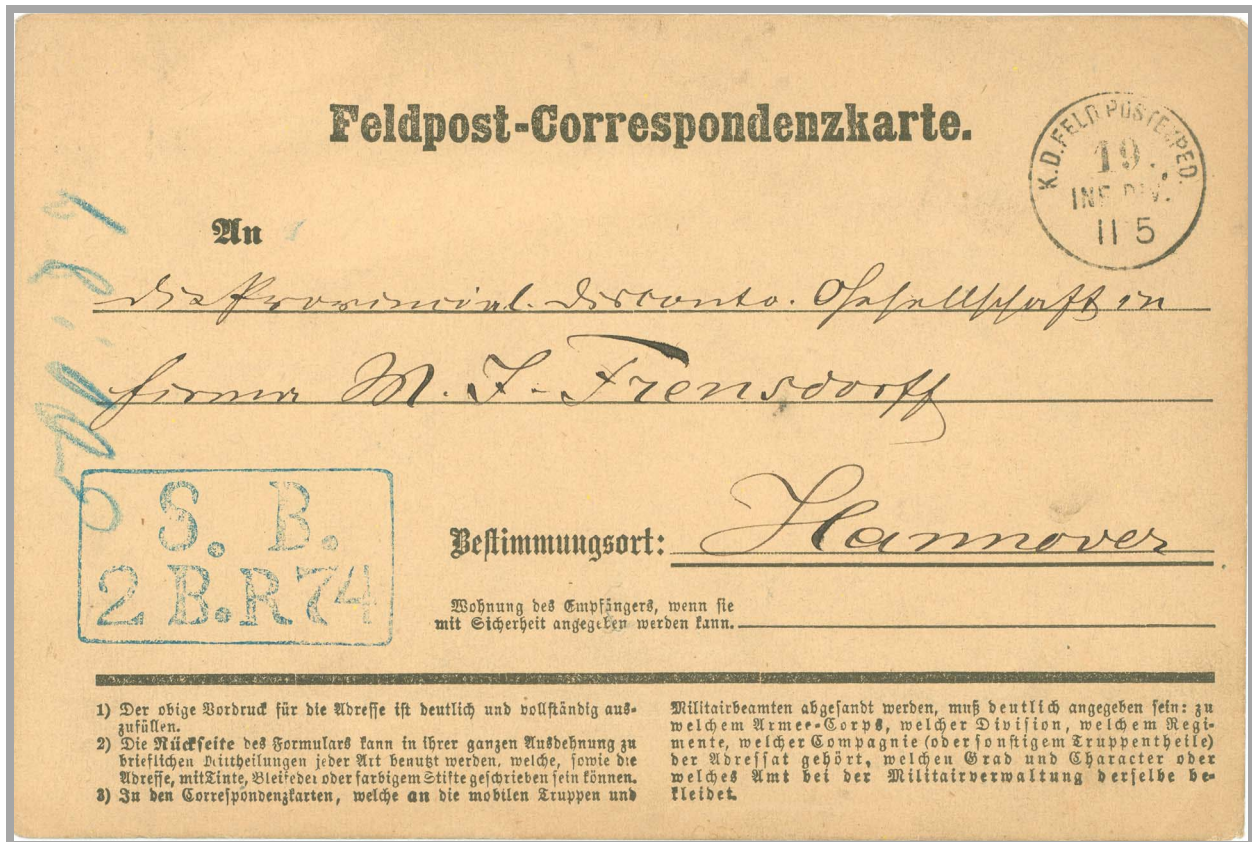 Feldpost-Correspondenzkarte.
K.D.FELD POSTEXPED.
19.
INF.DIV.
11 5
An
die Provincial. Disconto. Gesellschaft in
firma M. J. Frensdorff
S. B.
2 B.R 74
Bestimmungsort: Hannover
Wohnung des Empfängers, wenn sie
mit Sicherheit angegeben werden kann.
1) Der obige Vordruck für die Adresse ist deutlich und vollständig aus-
zufüllen.
2) Die Rückseite des Formulars kann in ihrer ganzen Ausdehnung zu
brieflichen Mittheilungen jeder Art benutzt werden, welche, sowie die
Adresse, mit Tinte, Bleifeder oder farbigem Stifte geschrieben sein können.
3) In den Correspondenzkarten, welche an die mobilen Truppen und
Militairbeamten abgesandt werden, muß deutlich angegeben sein: zu
welchem Armee-Corps, welcher Division, welchem Regi-
mente, welcher Compagnie (oder sonstigem Truppentheile)
der Adressat gehört, welchen Grad und Character oder
welches Amt bei der Militairverwaltung derselbe be-
kleidet.